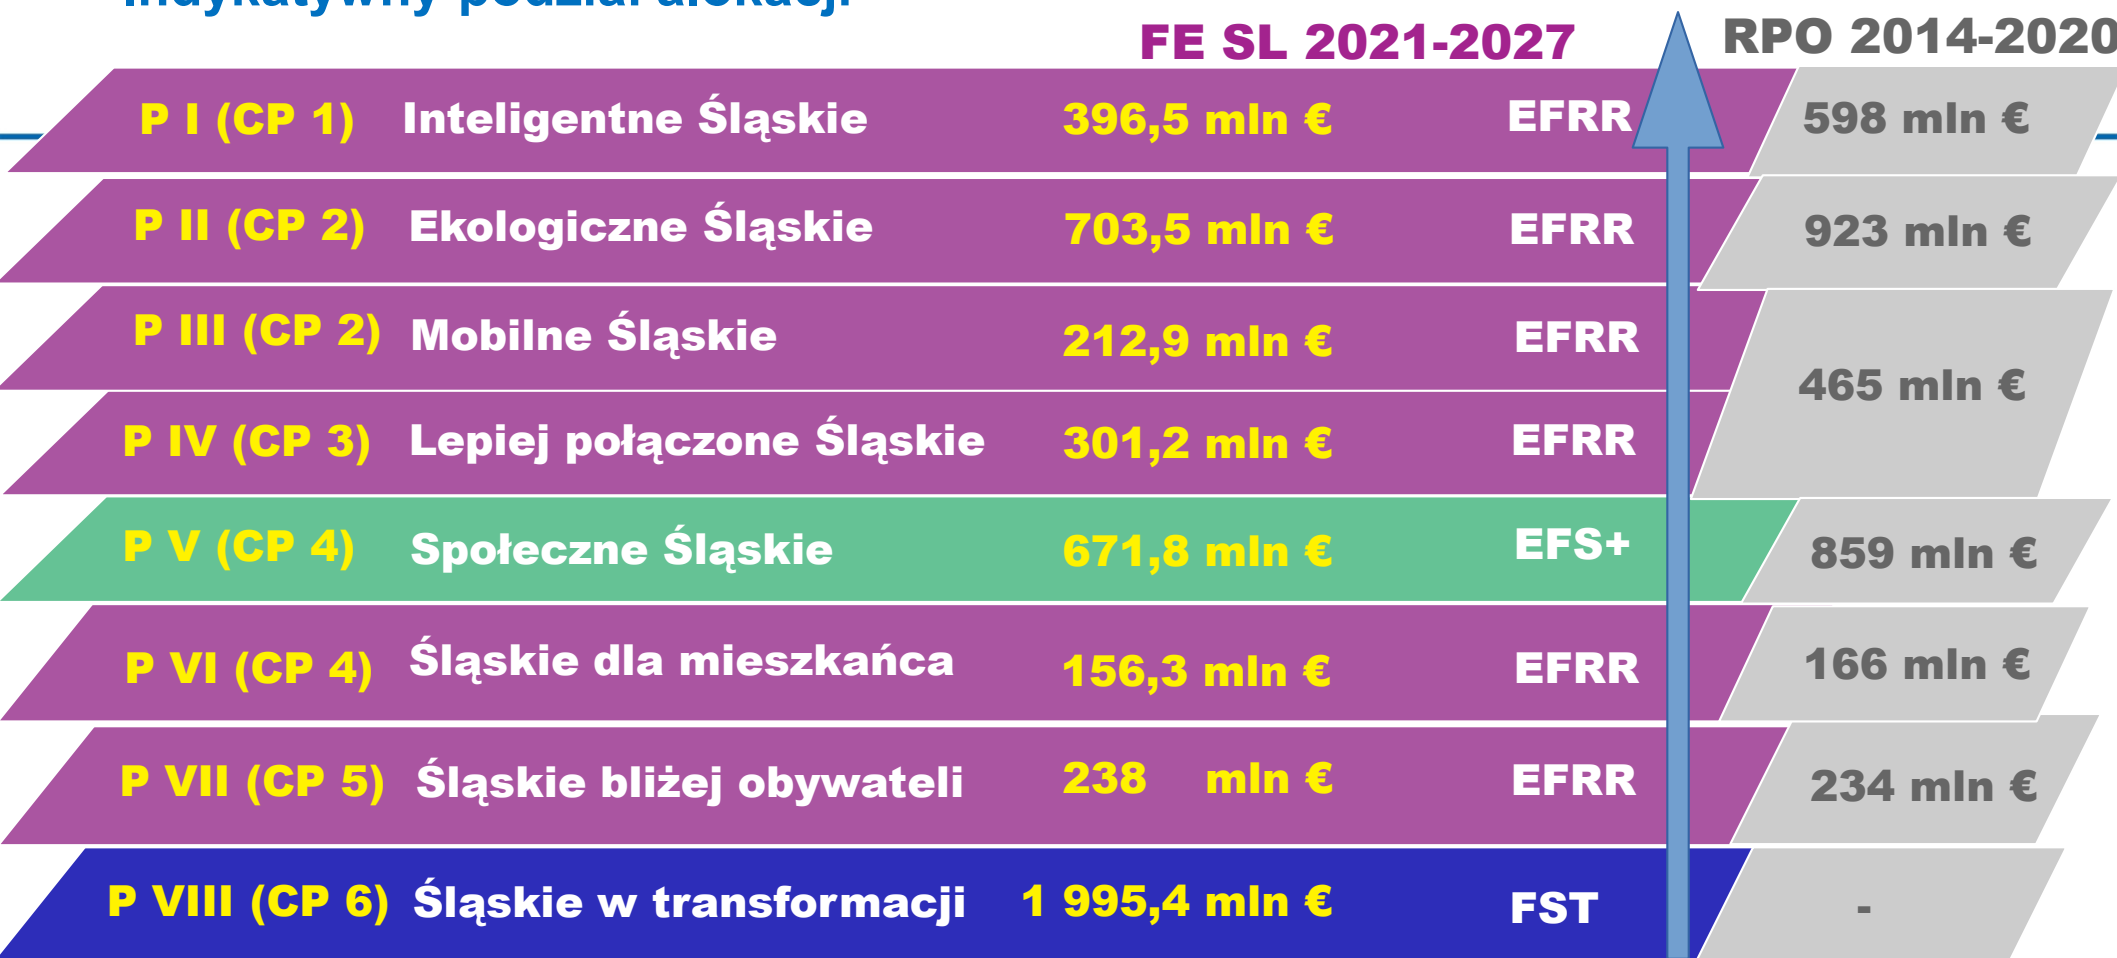 Indykatywny podział alokacji
FE SL 2021-2027 RPO 2014-2020
P I (CP 1) Inteligentne Śląskie 396,5 mln € EFRR 598 mln €
P II (CP 2) Ekologiczne Śląskie 703,5 mln € EFRR 923 mln €
P III (CP 2) Mobilne Śląskie 212,9 mln € EFRR
465 mln €
P IV (CP 3) Lepiej połączone Śląskie 301,2 mln € EFRR
P V (CP 4) Społeczne Śląskie 671,8 mln € EFS+ 859 mln €
P VI (CP 4) Śląskie dla mieszkańca 156,3 mln € EFRR 166 mln €
P VII (CP 5) Śląskie bliżej obywateli 238 mln € EFRR 234 mln €
P VIII (CP 6) Śląskie w transformacji 1 995,4 mln € FST -